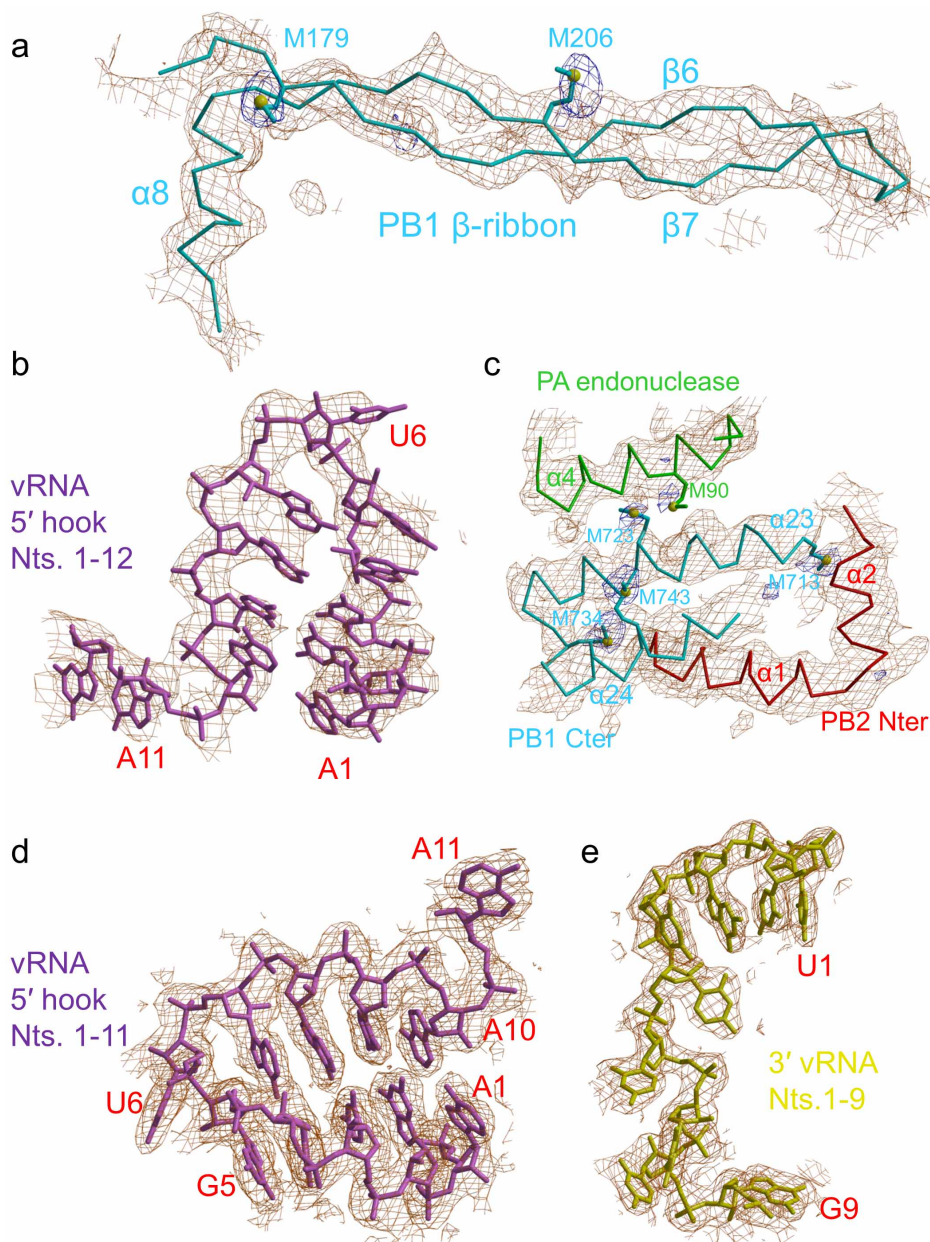 a
M179
M206
β6
α8
PB1 β-ribbon
β7
b
vRNA
5′ hook
Nts. 1-12
U6
A11
A1
c
PA endonuclease
α4
M90
M723
α23
M713
α2
M743
M734
α1
α24
PB1 Cter
PB2 Nter
d
vRNA
5′ hook
Nts. 1-11
A11
A10
A1
U6
G5
e
U1
3′ vRNA
Nts.1-9
G9